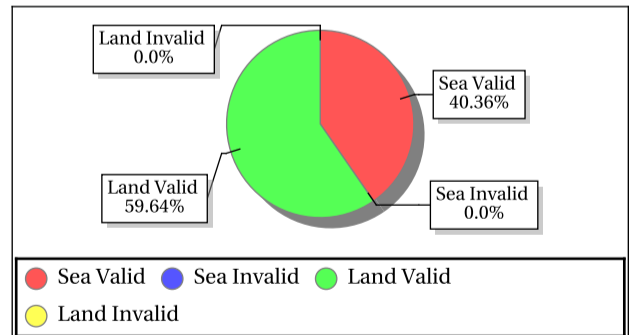 Land Invalid
0.0%
Sea Valid
40.36%
Land Valid
59.64%
Sea Invalid
0.0%
Sea Valid Sea Invalid Land Valid
Land Invalid